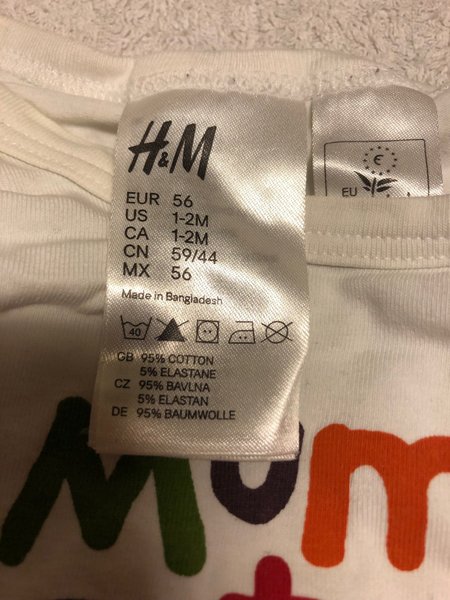 H&M
EUR 56
US 1-2M
CA 1-2M
CN 59/44
MX 56
Made in Bangladesh
40
GB 95% COTTON
5% ELASTANE
CZ 95% BAVLNA
5% ELASTAN
DE 95% BAUMWOLLE
€
EU
Mum